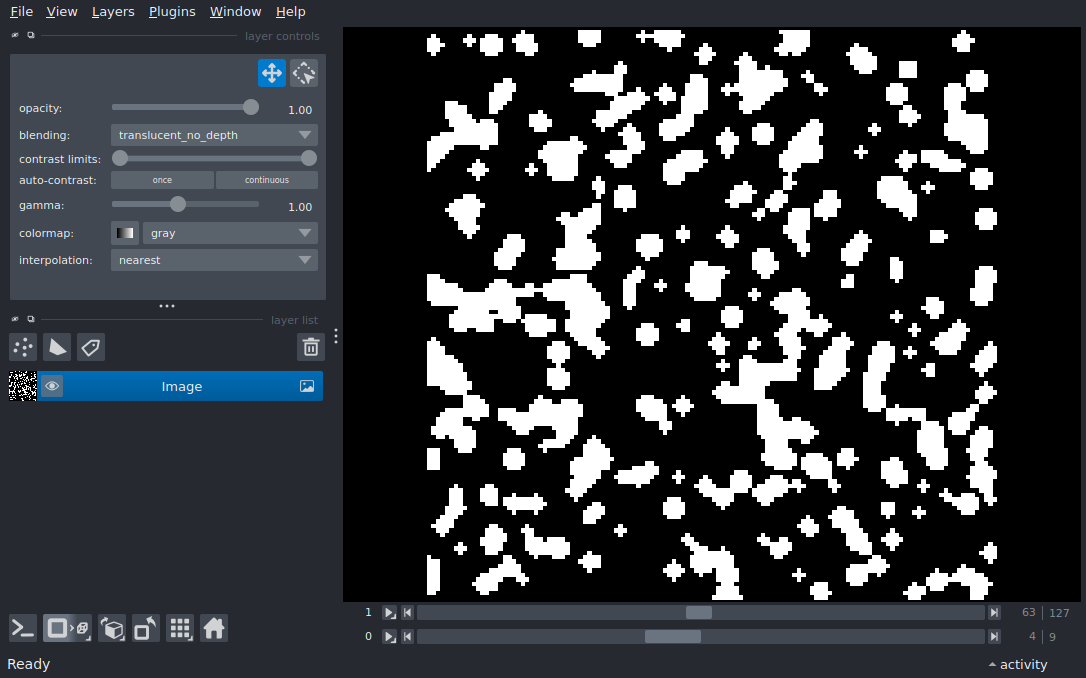 File View Layers Plugins Window Help
layer controls
opacity: 1.00
blending: translucent_no_depth
contrast limits:
auto-contrast: once continuous
gamma: 1.00
colormap: gray
interpolation: nearest
layer list
Image
1 63 127
0 4 9
Ready activity